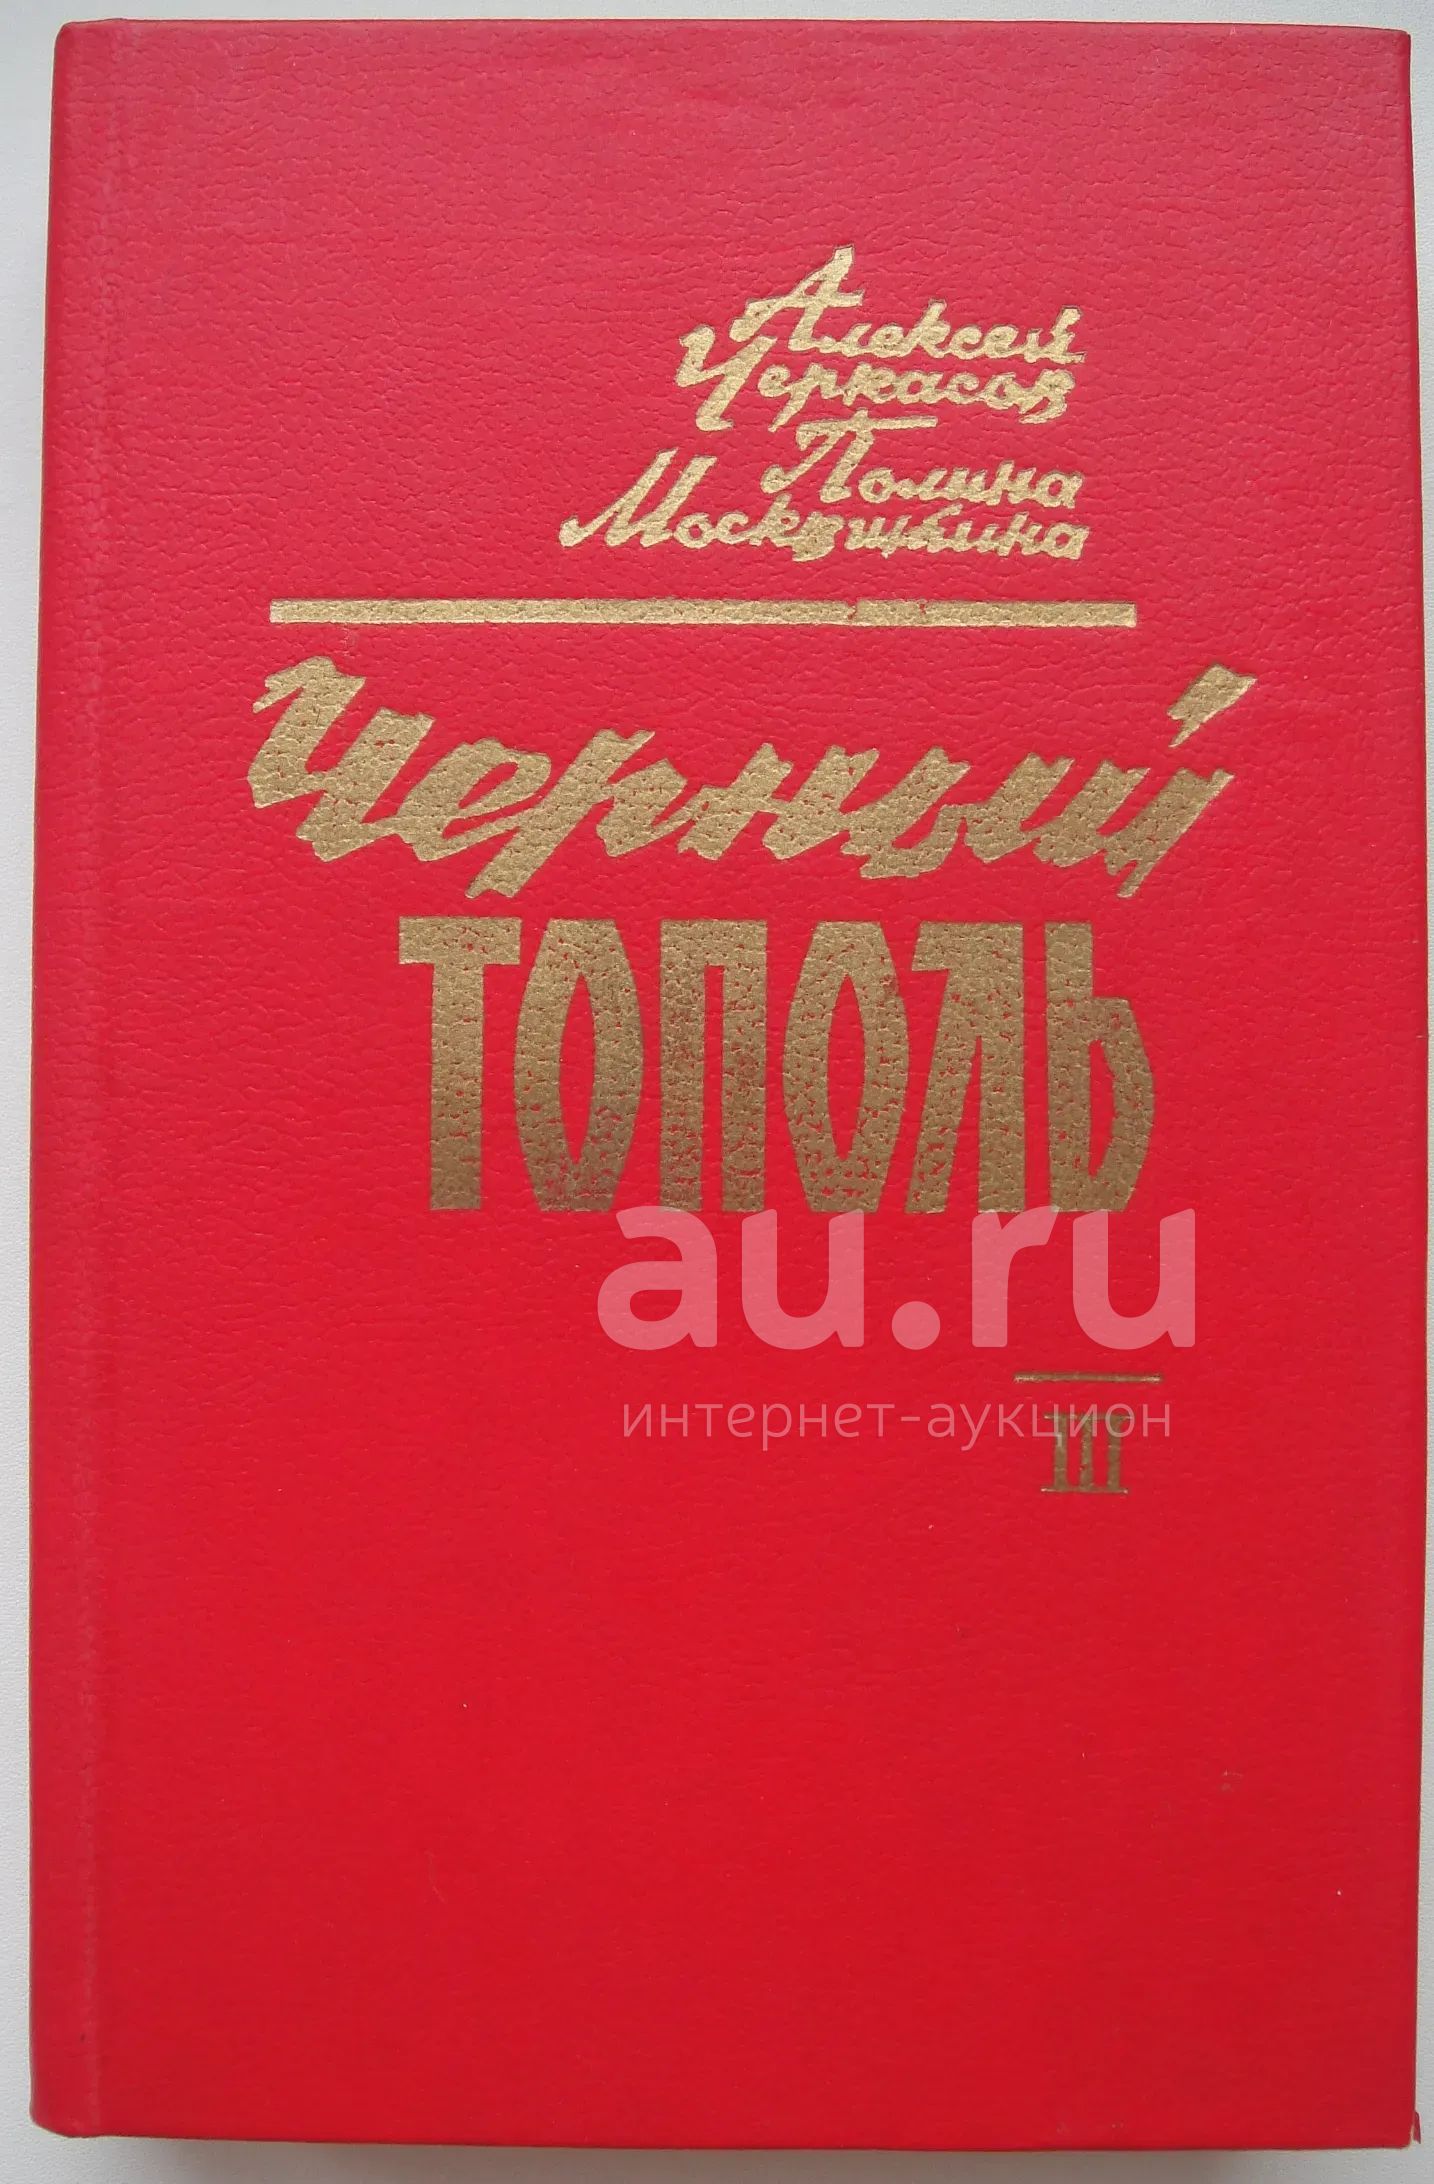 Алексей
Черкасов
Полина
Москвитина
Черный
ТОПОЛЬ
au.ru
интернет-аукцион
III